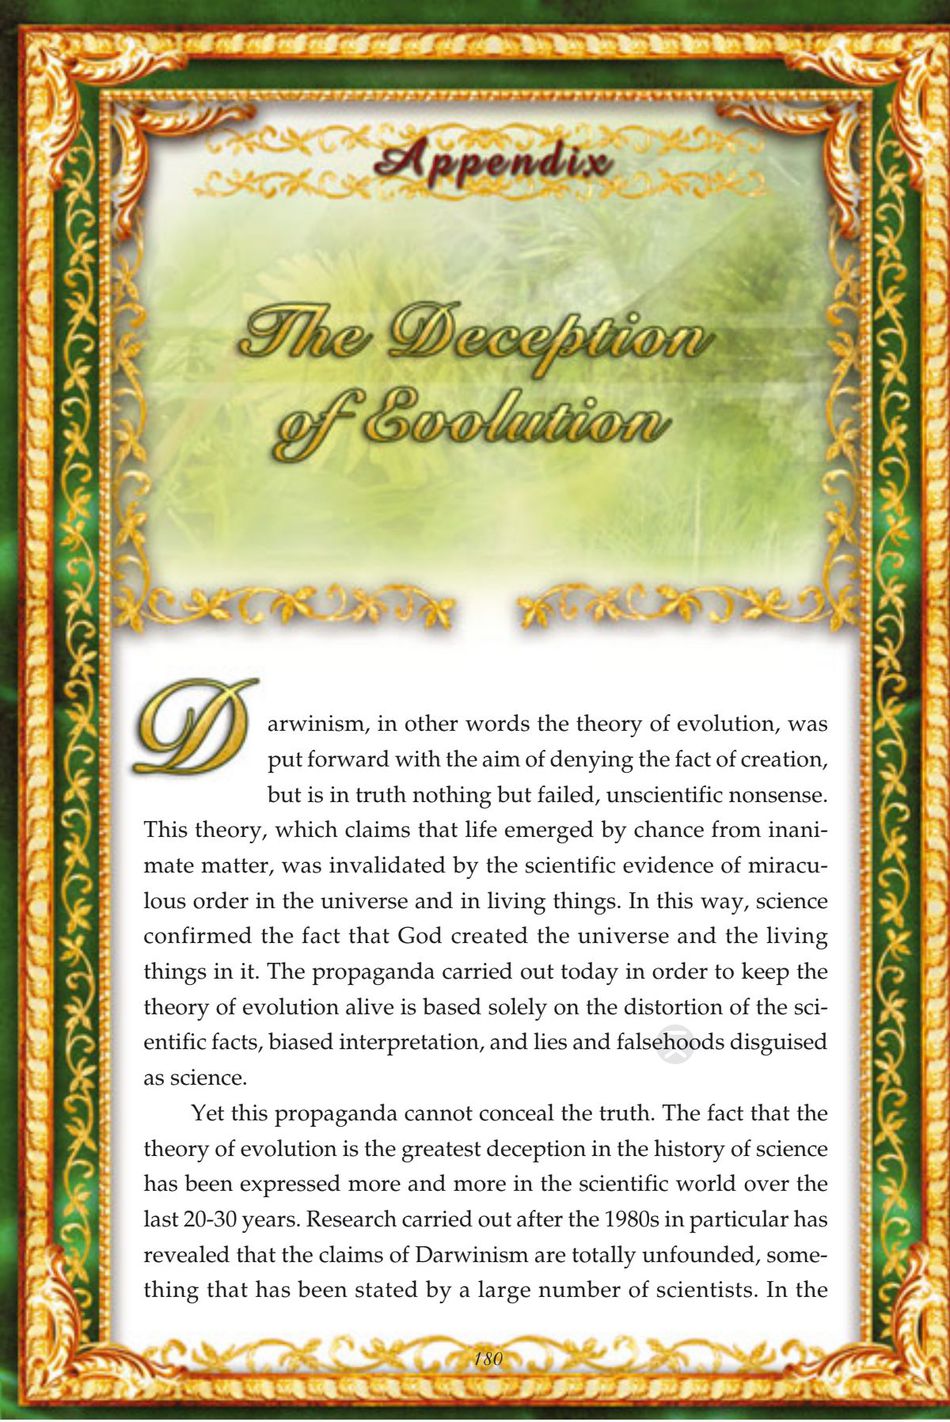 Appendix
The Deception
of Evolution
Darwinism, in other words the theory of evolution, was
put forward with the aim of denying the fact of creation,
but is in truth nothing but failed, unscientific nonsense.
This theory, which claims that life emerged by chance from inani-
mate matter, was invalidated by the scientific evidence of miracu-
lous order in the universe and in living things. In this way, science
confirmed the fact that God created the universe and the living
things in it. The propaganda carried out today in order to keep the
theory of evolution alive is based solely on the distortion of the sci-
entific facts, biased interpretation, and lies and falsehoods disguised
as science.
Yet this propaganda cannot conceal the truth. The fact that the
theory of evolution is the greatest deception in the history of science
has been expressed more and more in the scientific world over the
last 20-30 years. Research carried out after the 1980s in particular has
revealed that the claims of Darwinism are totally unfounded, some-
thing that has been stated by a large number of scientists. In the
180